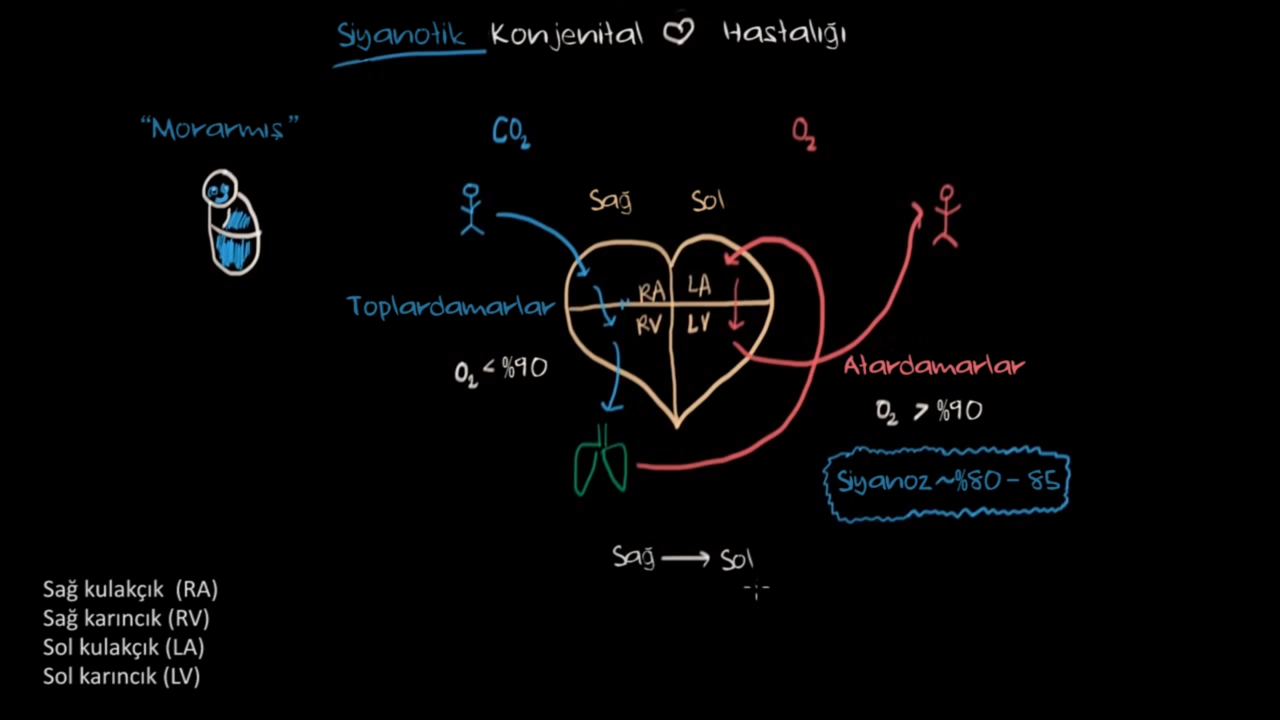 Siyanotik Konjenital Hastalığı
"Morarmış"
CO₂
O₂
Sağ Sol
RA LA
RV LV
Toplardamarlar
O₂ < %90
Atardamarlar
O₂ > %90
Siyanoz ~%80 - 85
Sağ → Sol
Sağ kulakçık (RA)
Sağ karıncık (RV)
Sol kulakçık (LA)
Sol karıncık (LV)